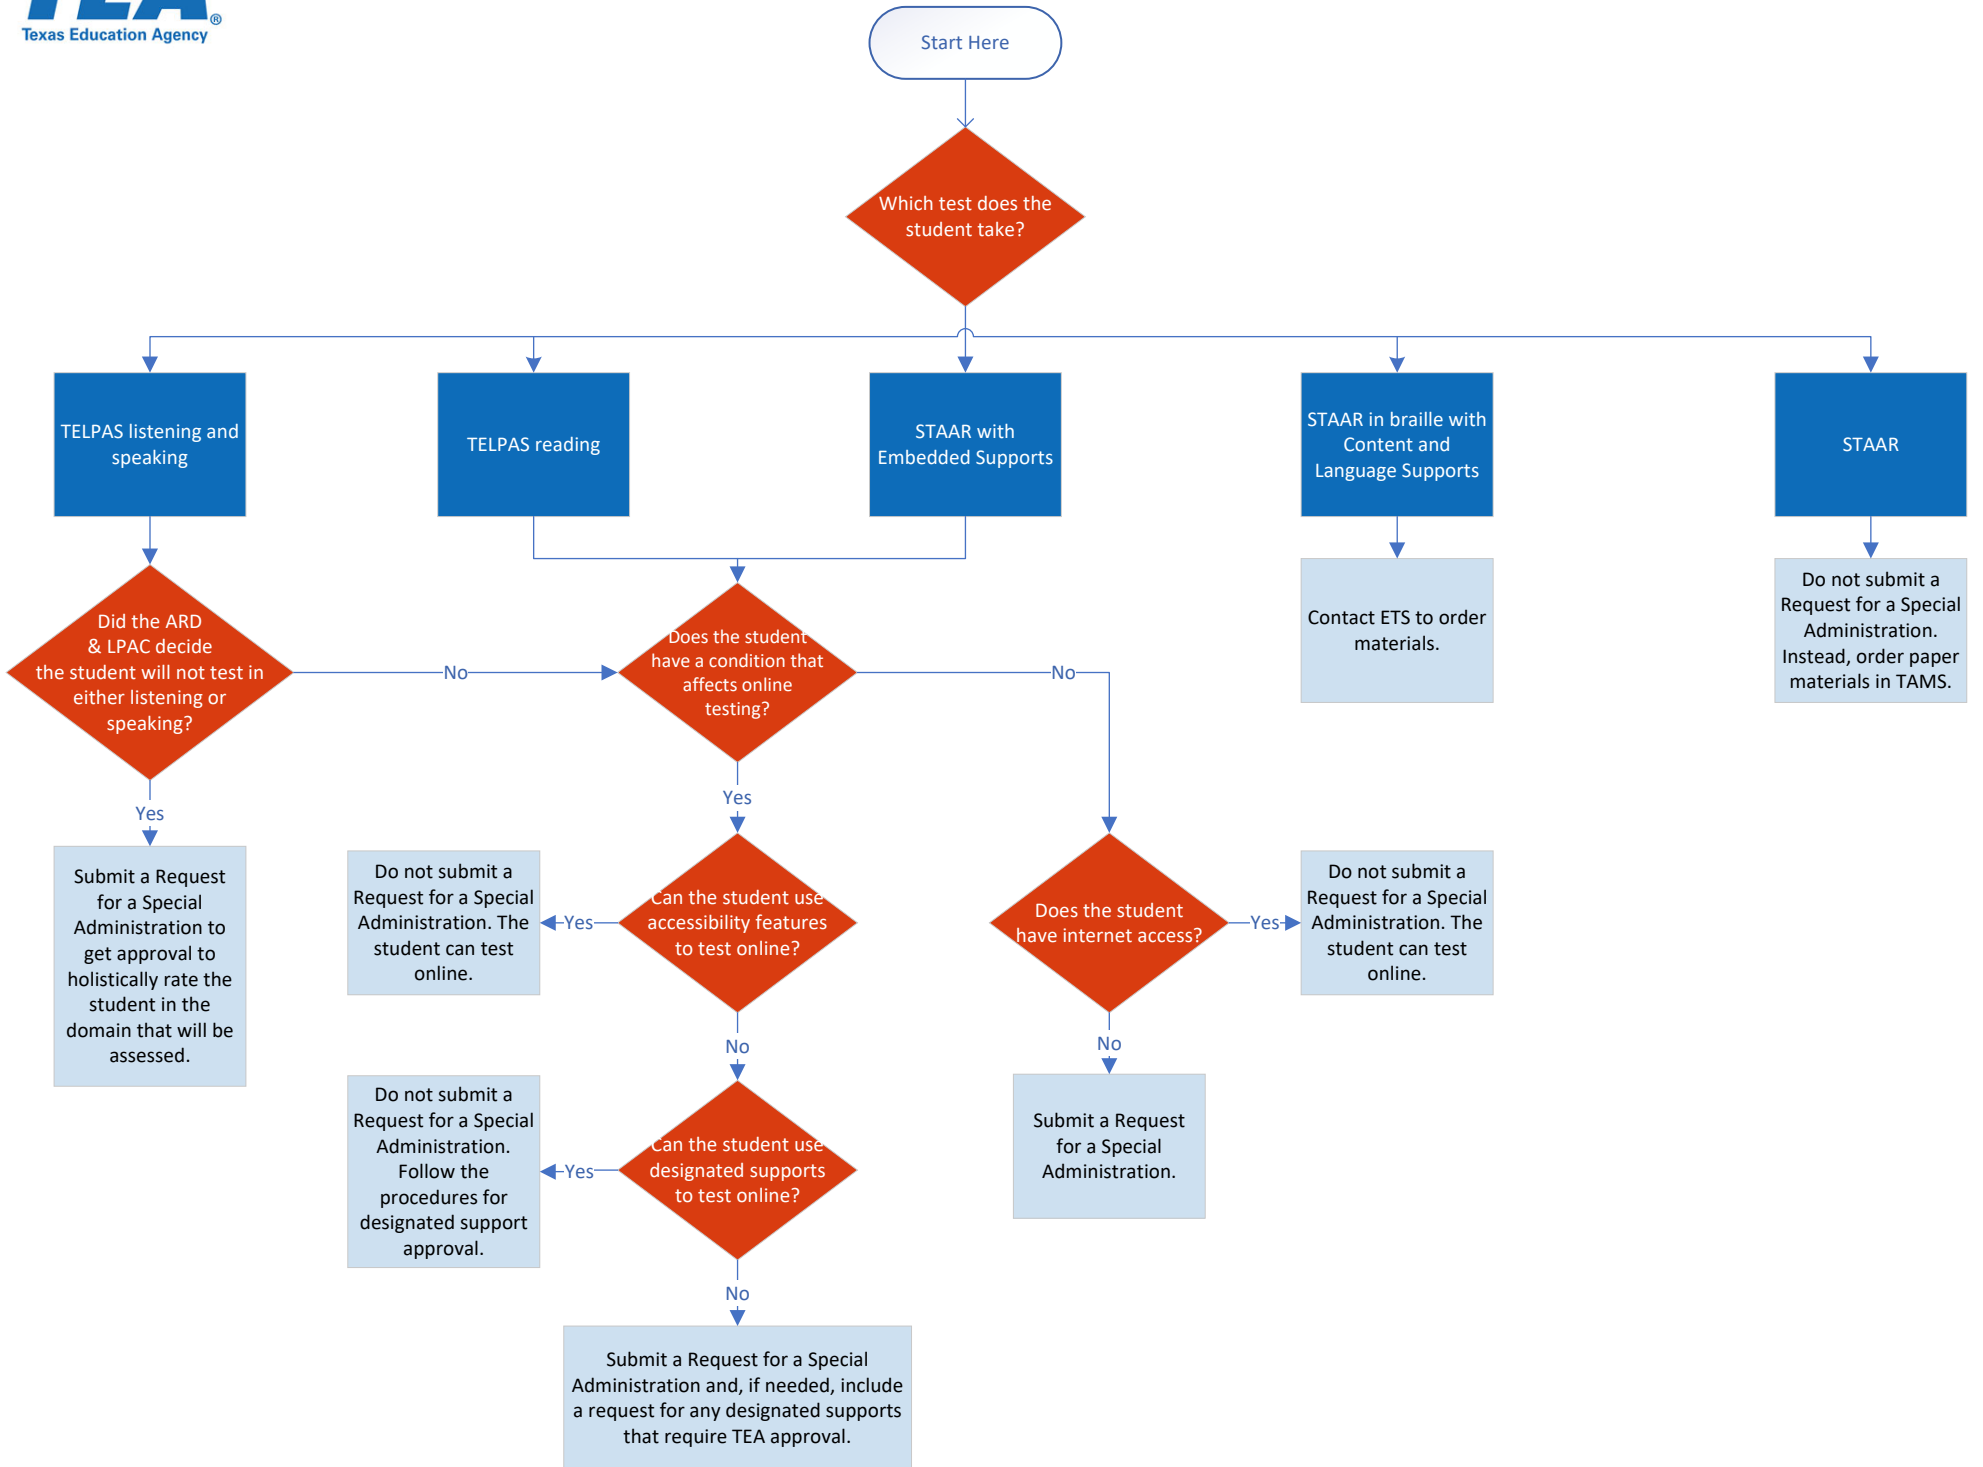 TEA®
Texas Education Agency
Start Here
Which test does the
student take?
TELPAS listening and
speaking
TELPAS reading
STAAR with
Embedded Supports
STAAR in braille with
Content and
Language Supports
STAAR
Did the ARD
& LPAC decide
the student will not test in
either listening or
speaking?
No
Does the student
have a condition that
affects online
testing?
No
Contact ETS to order
materials.
Do not submit a
Request for a Special
Administration.
Instead, order paper
materials in TAMS.
Yes
Yes
Submit a Request
for a Special
Administration to
get approval to
holistically rate the
student in the
domain that will be
assessed.
Do not submit a
Request for a Special
Administration. The
student can test
online.
Yes
Can the student use
accessibility features
to test online?
Does the student
have internet access?
Yes
Do not submit a
Request for a Special
Administration. The
student can test
online.
No
No
Do not submit a
Request for a Special
Administration.
Follow the
procedures for
designated support
approval.
Yes
Can the student use
designated supports
to test online?
Submit a Request
for a Special
Administration.
No
Submit a Request for a Special
Administration and, if needed, include
a request for any designated supports
that require TEA approval.